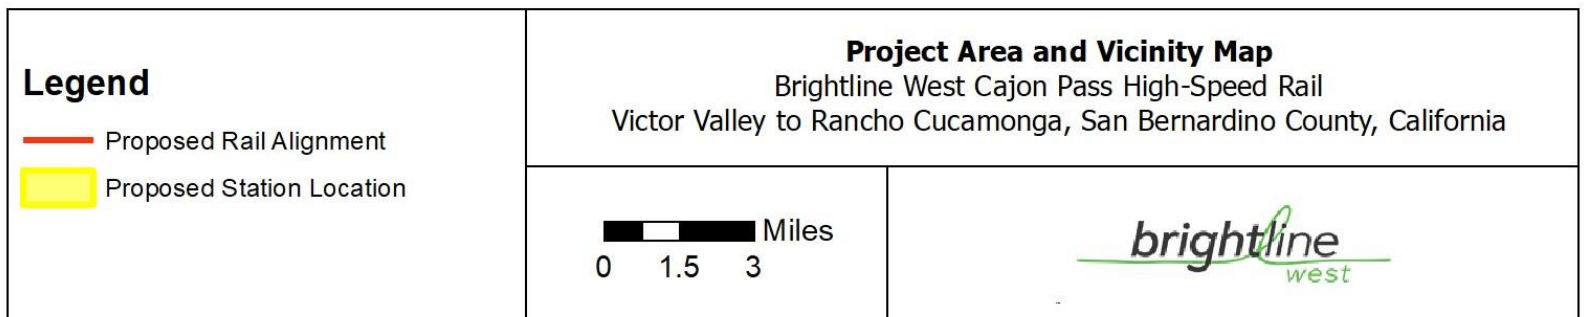 Legend
Proposed Rail Alignment
Proposed Station Location
Project Area and Vicinity Map
Brightline West Cajon Pass High-Speed Rail
Victor Valley to Rancho Cucamonga, San Bernardino County, California
Miles
0 1.5 3
brightline
west